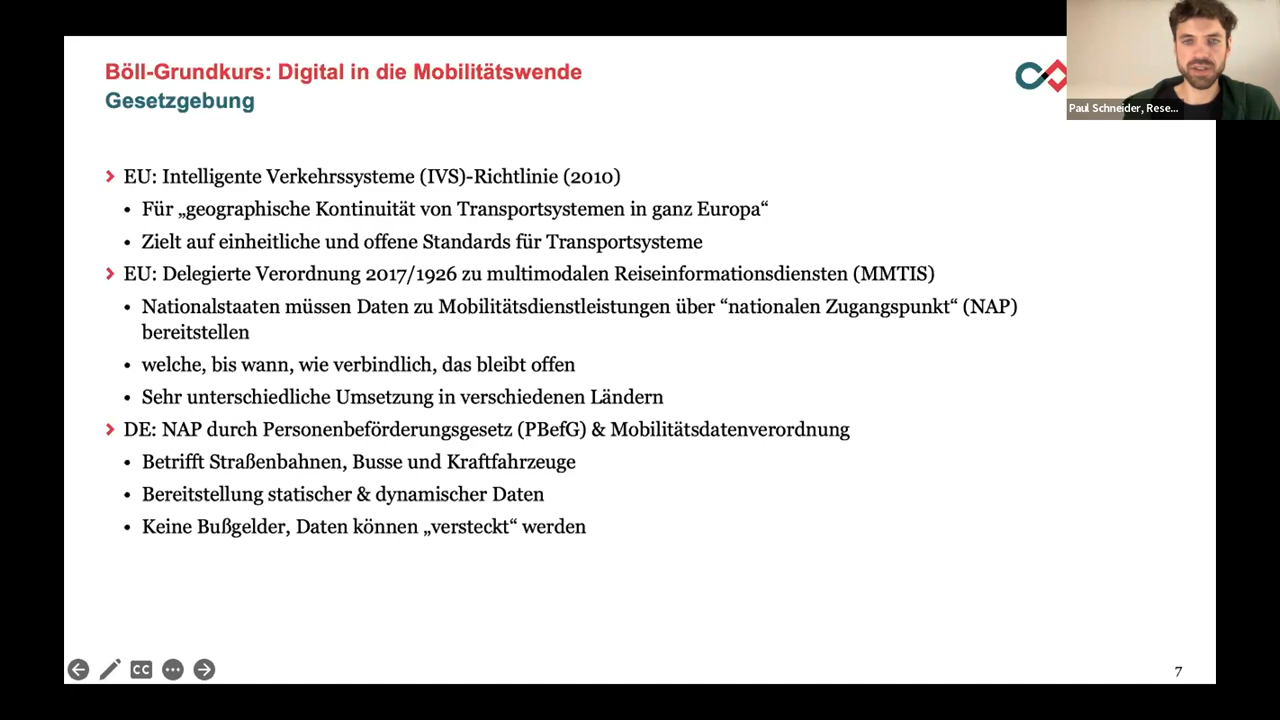 Böll-Grundkurs: Digital in die Mobilitätswende
Gesetzgebung
Paul Schneider, Rese...
EU: Intelligente Verkehrssysteme (IVS)-Richtlinie (2010)
• Für „geographische Kontinuität von Transportsystemen in ganz Europa“
• Zielt auf einheitliche und offene Standards für Transportsysteme
EU: Delegierte Verordnung 2017/1926 zu multimodalen Reiseinformationsdiensten (MMTIS)
• Nationalstaaten müssen Daten zu Mobilitätsdienstleistungen über “nationalen Zugangspunkt“ (NAP)
bereitstellen
• welche, bis wann, wie verbindlich, das bleibt offen
• Sehr unterschiedliche Umsetzung in verschiedenen Ländern
DE: NAP durch Personenbeförderungsgesetz (PBefG) & Mobilitätsdatenverordnung
• Betrifft Straßenbahnen, Busse und Kraftfahrzeuge
• Bereitstellung statischer & dynamischer Daten
• Keine Bußgelder, Daten können „versteckt“ werden
CC
7